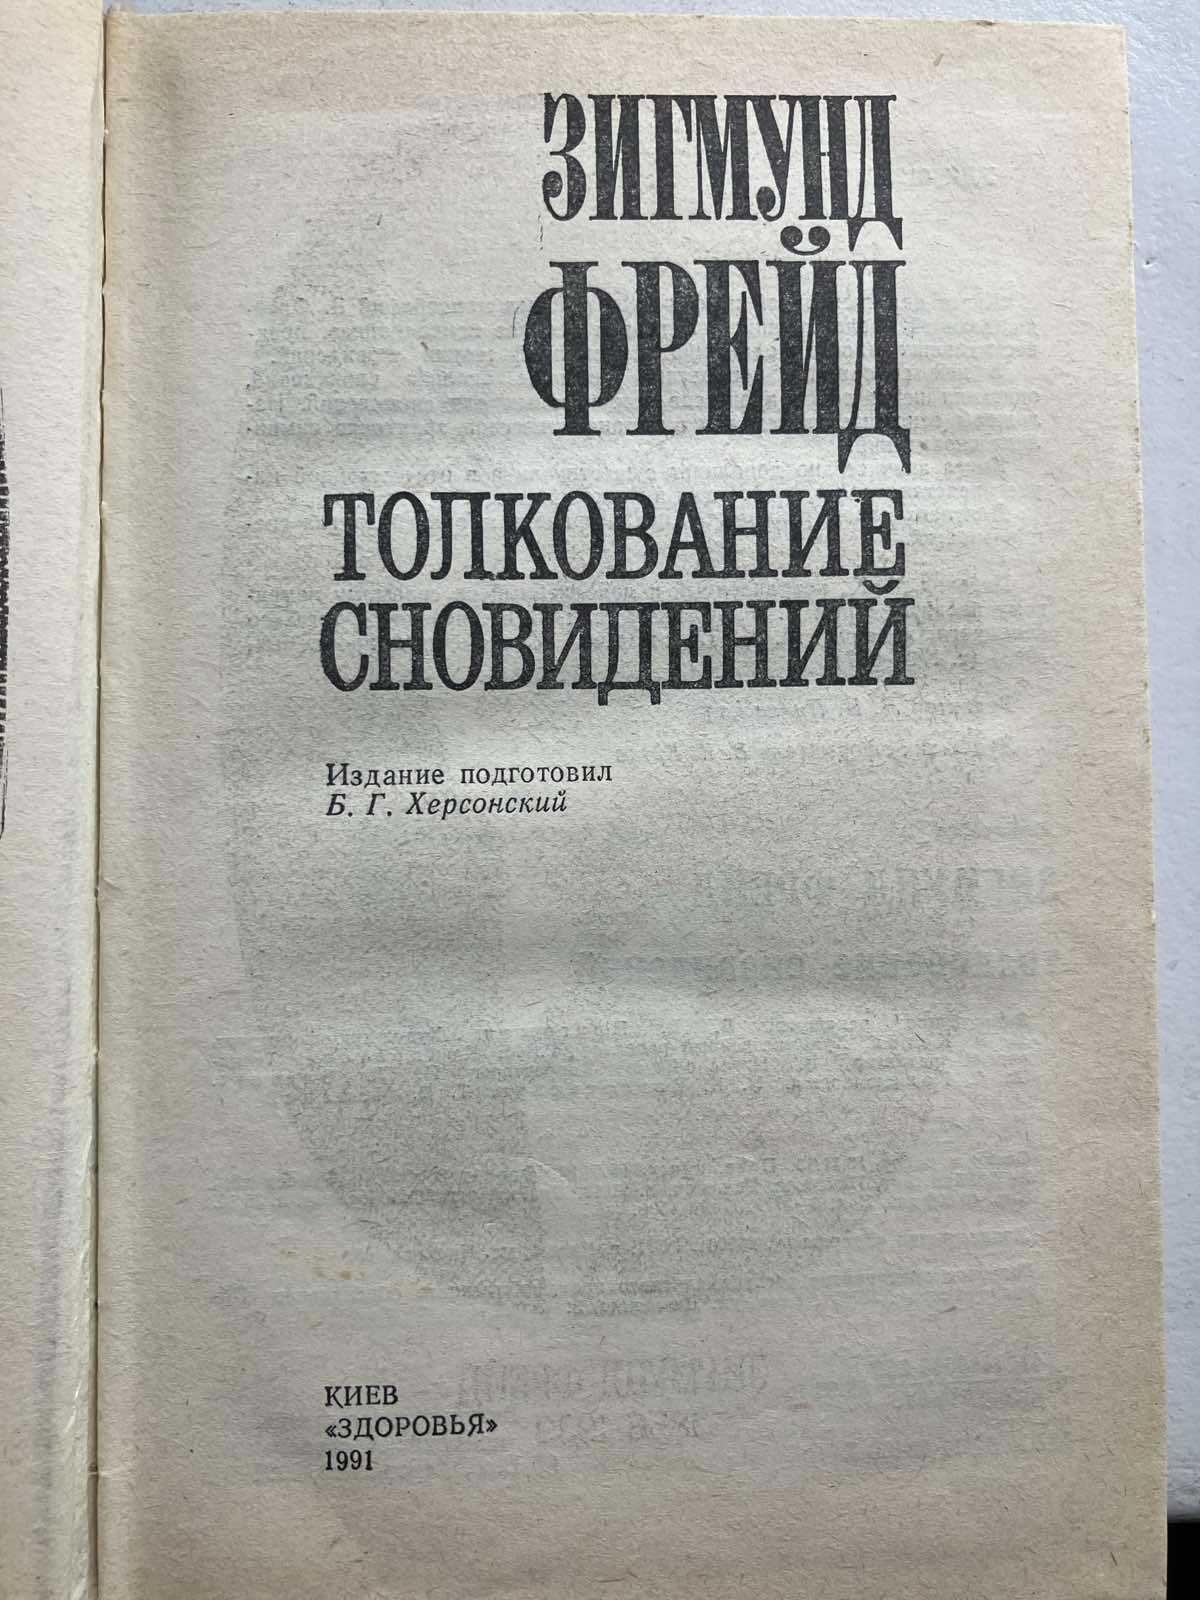 ЗИГМУНД
ФРЕЙД
ТОЛКОВАНИЕ
СНОВИДЕНИЙ
Издание подготовил
Б. Г. Херсонский
КИЕВ
«ЗДОРОВЬЯ»
1991